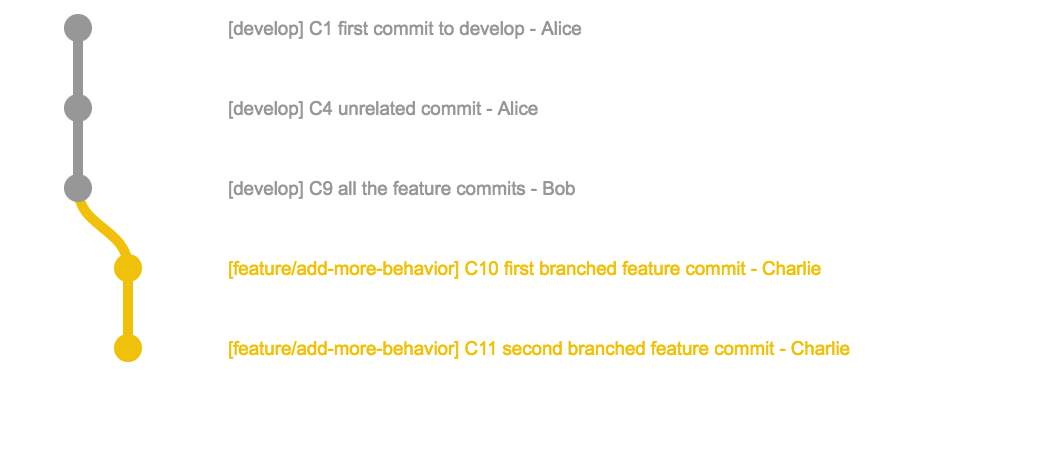 [develop] C1 first commit to develop - Alice
[develop] C4 unrelated commit - Alice
[develop] C9 all the feature commits - Bob
[feature/add-more-behavior] C10 first branched feature commit - Charlie
[feature/add-more-behavior] C11 second branched feature commit - Charlie